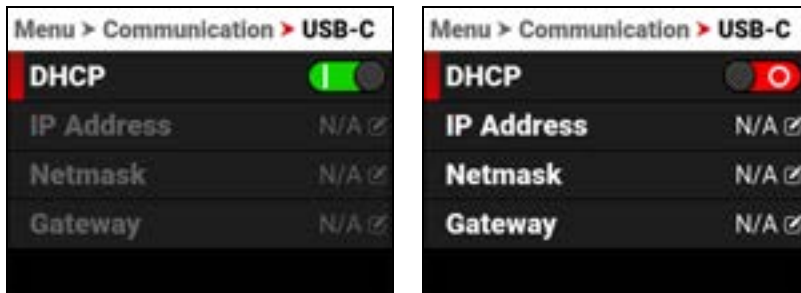 Menu > Communication > USB-C
DHCP
IP Address N/A
Netmask N/A
Gateway N/A
Menu > Communication > USB-C
DHCP
IP Address N/A
Netmask N/A
Gateway N/A